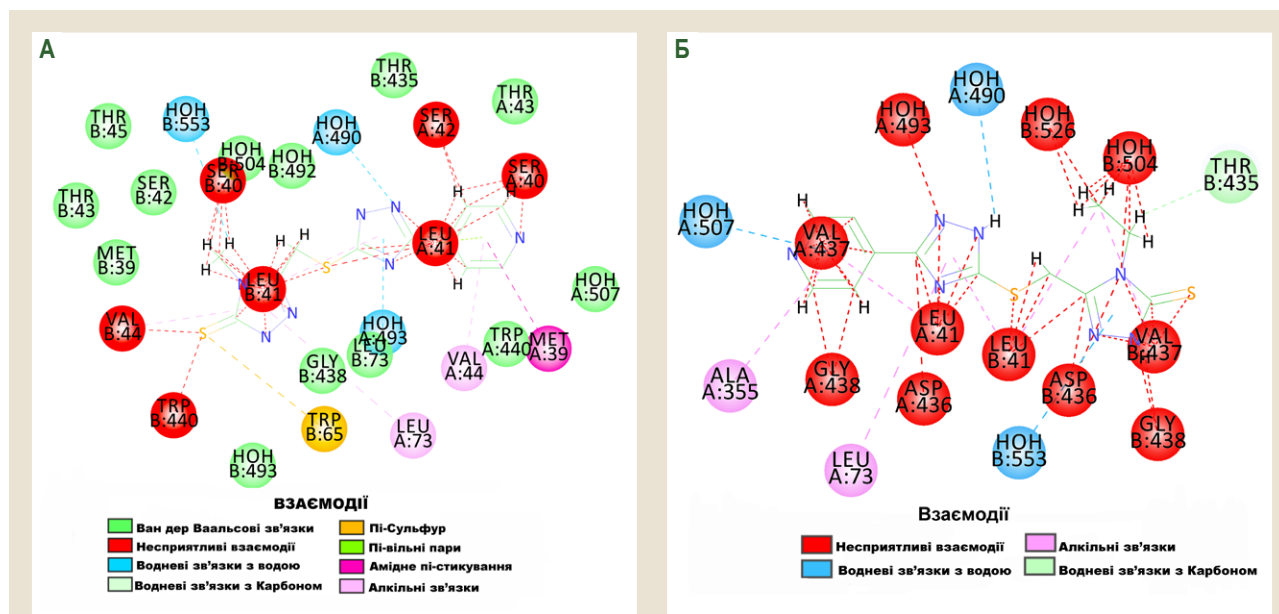 А
THR
B:435
THR
A:43
HOH
B:553
THR
B:45
HOH
A:490
SER
A:42
HOH
B:504
HOH
B:492
SER
B:40
SER
A:40
SER
B:42
THR
B:43
MET
B:39
LEU
A:41
LEU
B:41
HOH
B:507
VAL
B:44
HOH
A:493
LEU
B:73
TRP
A:440
MET
A:39
VAL
A:44
GLY
B:438
TRP
B:440
TRP
B:65
LEU
A:73
HOH
B:493
H
H
H
H
H
H
H
H
H
N
N
N
N
N
N
N
S
S
ВЗАЄМОДІЇ
Ван дер Ваальсові зв’язки
Несприятливі взаємодії
Водневі зв’язки з водою
Водневі зв’язки з Карбоном
Пі-Сульфур
Пі-вільні пари
Амідне пі-стикування
Алкільні зв’язки
Б
HOH
A:490
HOH
A:493
HOH
B:526
HOH
B:504
THR
B:435
HOH
A:507
VAL
A:437
LEU
A:41
LEU
B:41
VAL
B:437
ALA
A:355
GLY
A:438
ASP
A:436
ASP
B:436
GLY
B:438
HOH
B:553
LEU
A:73
H
H
H
H
H
H
H
H
H
H
H
N
N
N
N
N
N
N
S
S
Взаємодії
Несприятливі взаємодії
Водневі зв’язки з водою
Алкільні зв’язки
Водневі зв’язки з Карбоном